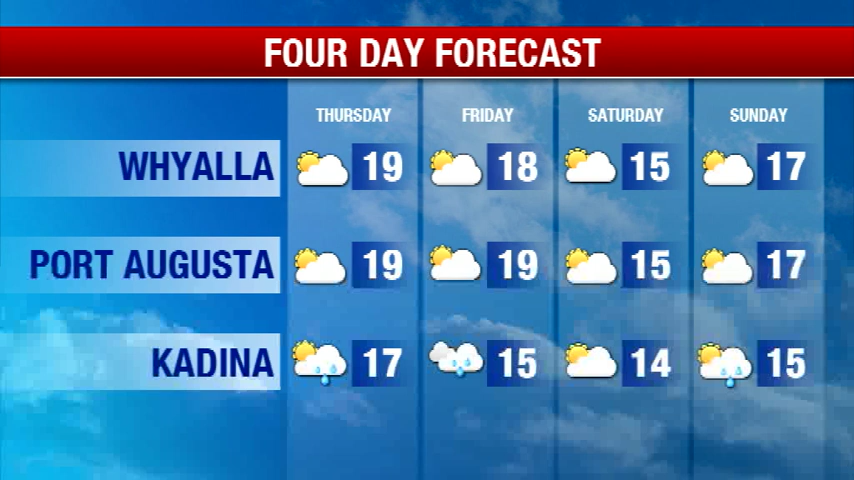 FOUR DAY FORECAST
THURSDAY FRIDAY SATURDAY SUNDAY
WHYALLA 19 18 15 17
PORT AUGUSTA 19 19 15 17
KADINA 17 15 14 15